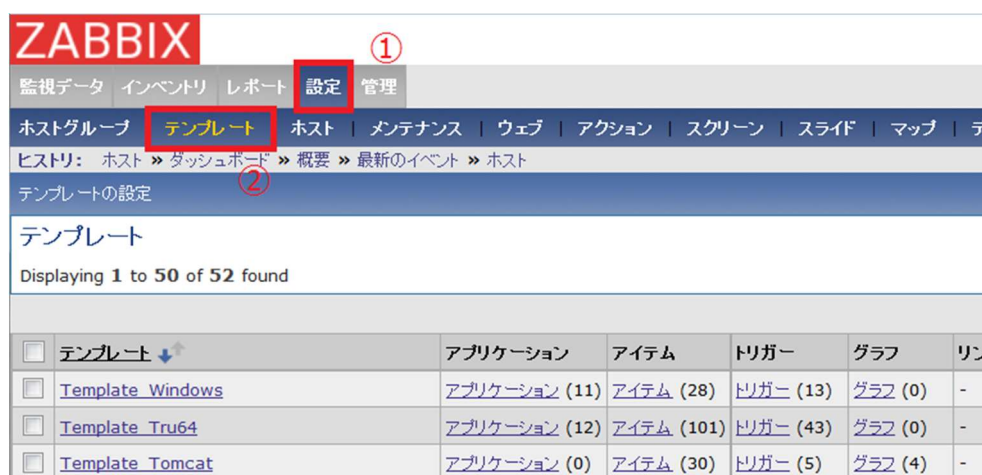 ZABBIX
①
監視データ インベントリ レポート 設定 管理
ホストグループ テンプレート ホスト | メンテナンス | ウェブ | アクション | スクリーン | スライド | マップ |
ヒストリ: ホスト » ダッシュボード » 概要 » 最新のイベント » ホスト
②
テンプレートの設定
テンプレート
Displaying 1 to 50 of 52 found
テンプレート アプリケーション アイテム トリガー グラフ リン
Template_Windows アプリケーション (11) アイテム (28) トリガー (13) グラフ (0) -
Template_Tru64 アプリケーション (12) アイテム (101) トリガー (43) グラフ (0) -
Template_Tomcat アプリケーション (0) アイテム (30) トリガー (5) グラフ (4) -